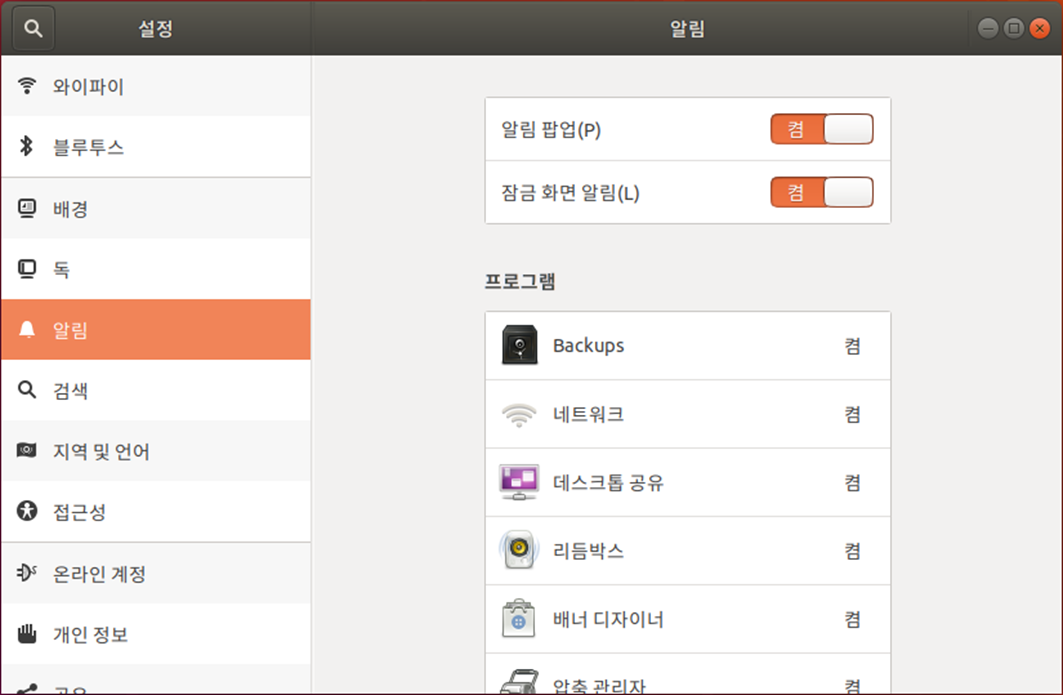 설정
알림
와이파이
블루투스
배경
독
알림
검색
지역 및 언어
접근성
온라인 계정
개인 정보
공유
알림 팝업(P) 켬
잠금 화면 알림(L) 켬
프로그램
Backups 켬
네트워크 켬
데스크톱 공유 켬
리듬박스 켬
배너 디자이너 켬
압축 관리자 켬